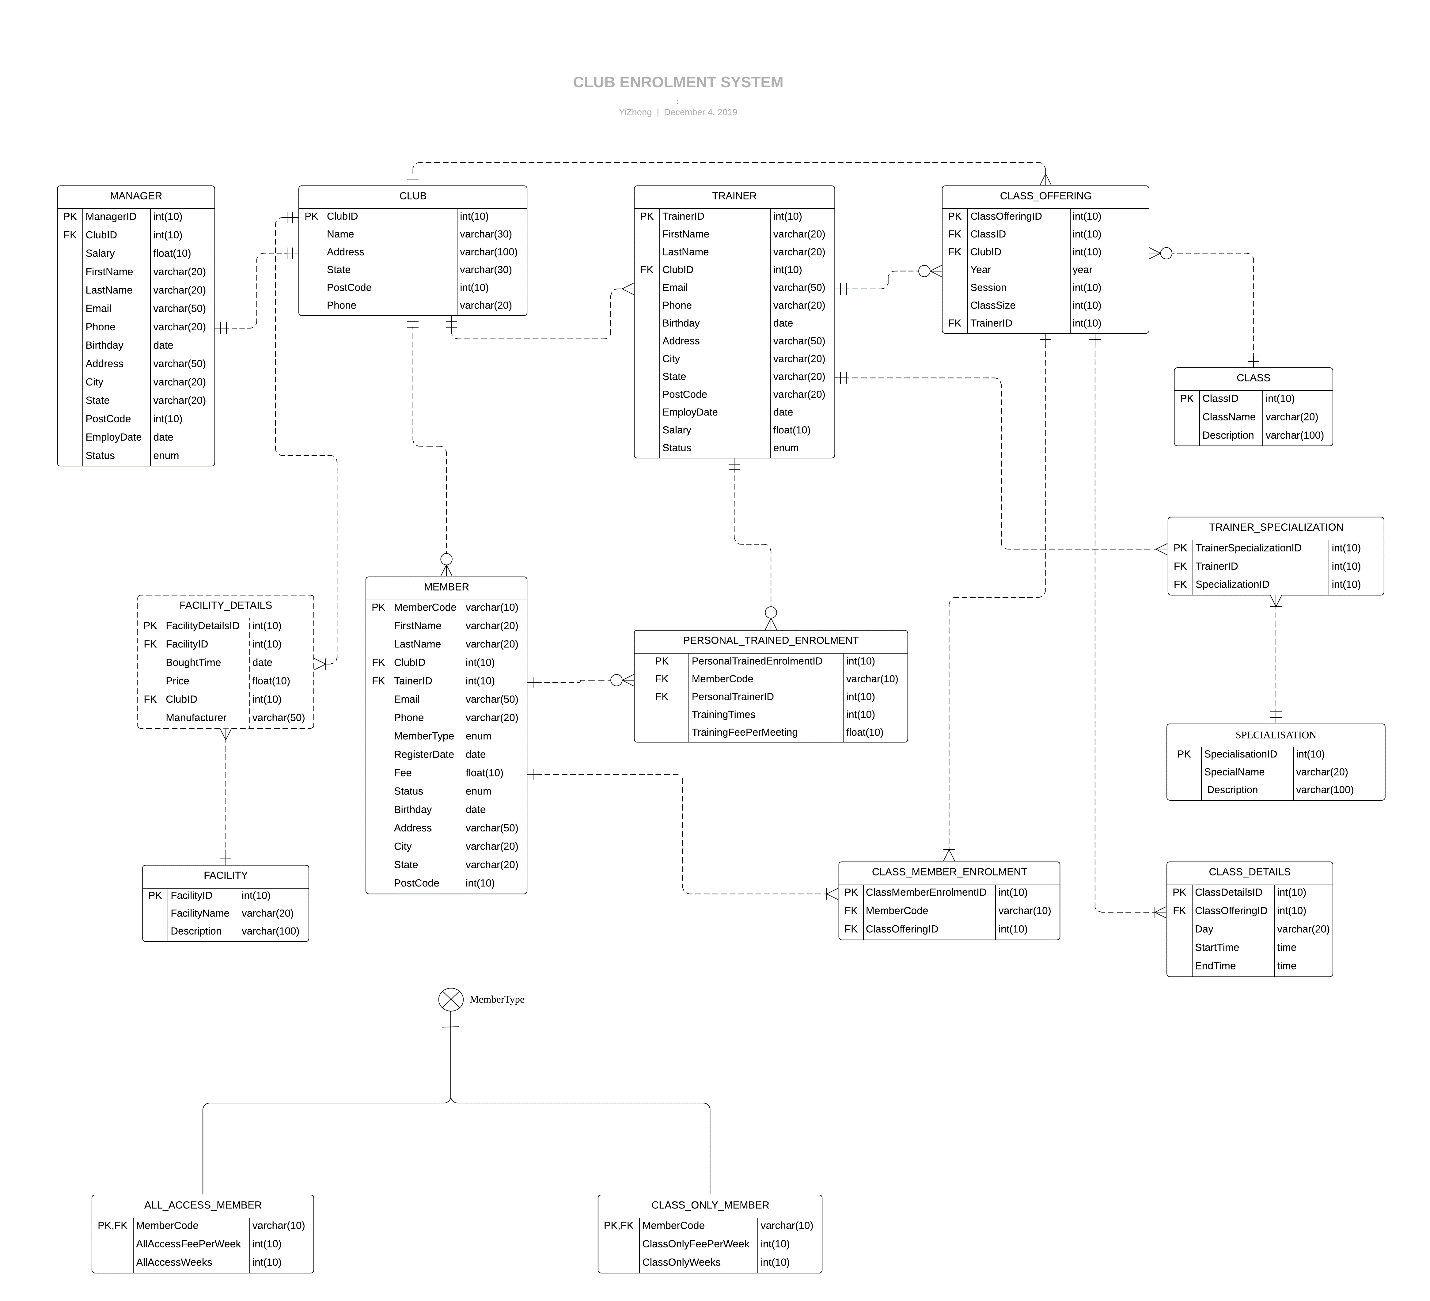 CLUB ENROLMENT SYSTEM
:
YiZheng | December 4, 2019
MANAGER
PK ManagerID int(10)
FK ClubID int(10)
Salary float(10)
FirstName varchar(20)
LastName varchar(20)
Email varchar(50)
Phone varchar(20)
Birthday date
Address varchar(50)
City varchar(20)
State varchar(20)
PostCode int(10)
EmployDate date
Status enum
CLUB
PK ClubID int(10)
Name varchar(30)
Address varchar(100)
State varchar(30)
PostCode int(10)
Phone varchar(20)
TRAINER
PK TrainerID int(10)
FirstName varchar(20)
LastName varchar(20)
FK ClubID int(10)
Email varchar(50)
Phone varchar(20)
Birthday date
Address varchar(50)
City varchar(20)
State varchar(20)
PostCode varchar(20)
EmployDate date
Salary float(10)
Status enum
CLASS_OFFERING
PK ClassOfferingID int(10)
FK ClassID int(10)
FK ClubID int(10)
Year year
Session int(10)
ClassSize int(10)
FK TrainerID int(10)
CLASS
PK ClassID int(10)
ClassName varchar(20)
Description varchar(100)
TRAINER_SPECIALIZATION
PK TrainerSpecializationID int(10)
FK TrainerID int(10)
FK SpecializationID int(10)
FACILITY_DETAILS
PK FacilityDetailsID int(10)
FK FacilityID int(10)
BoughtTime date
Price float(10)
FK ClubID int(10)
Manufacturer varchar(50)
MEMBER
PK MemberCode varchar(10)
FirstName varchar(20)
LastName varchar(20)
FK ClubID int(10)
FK TainerID int(10)
Email varchar(50)
Phone varchar(20)
MemberType enum
RegisterDate date
Fee float(10)
Status enum
Birthday date
Address varchar(50)
City varchar(20)
State varchar(20)
PostCode int(10)
PERSONAL_TRAINED_ENROLMENT
PK PersonalTrainedEnrolmentID int(10)
FK MemberCode varchar(10)
FK PersonalTrainerID int(10)
TrainingTimes int(10)
TrainingFeePerMeeting float(10)
SPECIALISATION
PK SpecialisationID int(10)
SpecialName varchar(20)
Description varchar(100)
FACILITY
PK FacilityID int(10)
FacilityName varchar(20)
Description varchar(100)
CLASS_MEMBER_ENROLMENT
PK ClassMemberEnrolmentID int(10)
FK MemberCode varchar(10)
FK ClassOfferingID int(10)
CLASS_DETAILS
PK ClassDetailsID int(10)
FK ClassOfferingID int(10)
Day varchar(20)
StartTime time
EndTime time
MemberType
ALL_ACCESS_MEMBER
PK,FK MemberCode varchar(10)
AllAccessFeePerWeek int(10)
AllAccessWeeks int(10)
CLASS_ONLY_MEMBER
PK,FK MemberCode varchar(10)
ClassOnlyFeePerWeek int(10)
ClassOnlyWeeks int(10)